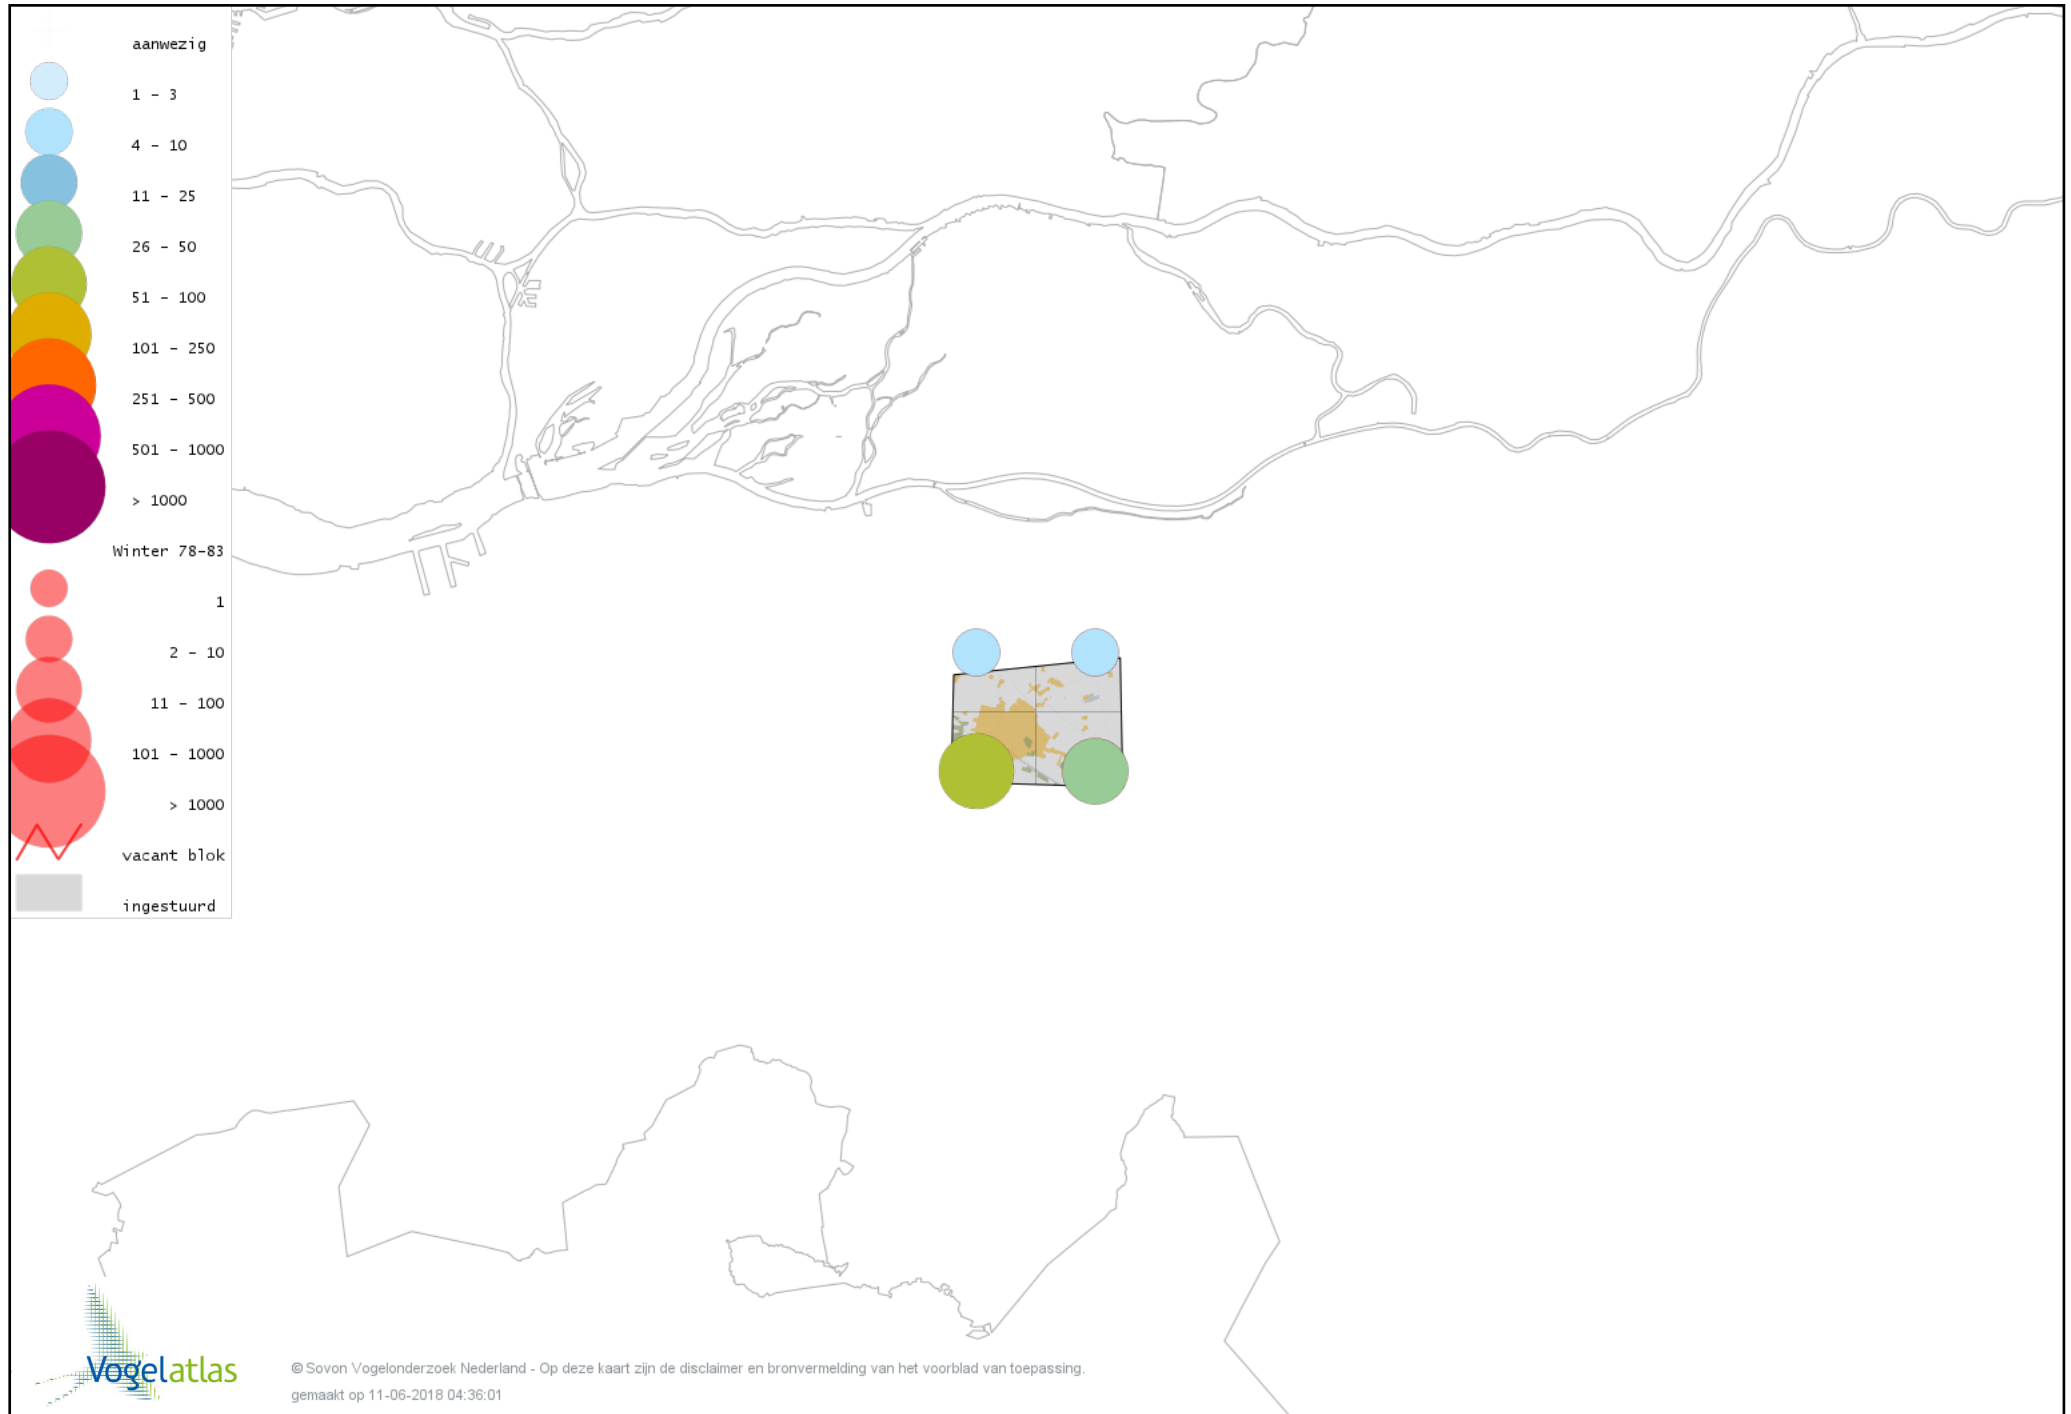 aanwezig
1 - 3
4 - 10
11 - 25
26 - 50
51 - 100
101 - 250
251 - 500
501 - 1000
> 1000
Winter 78-83
1
2 - 10
11 - 100
101 - 1000
> 1000
vacant blok
ingestuurd
Vogelatlas
© Sovon Vogelonderzoek Nederland - Op deze kaart zijn de disclaimer en bronvermelding van het voorblad van toepassing.
gemaakt op 11-06-2018 04:36:01